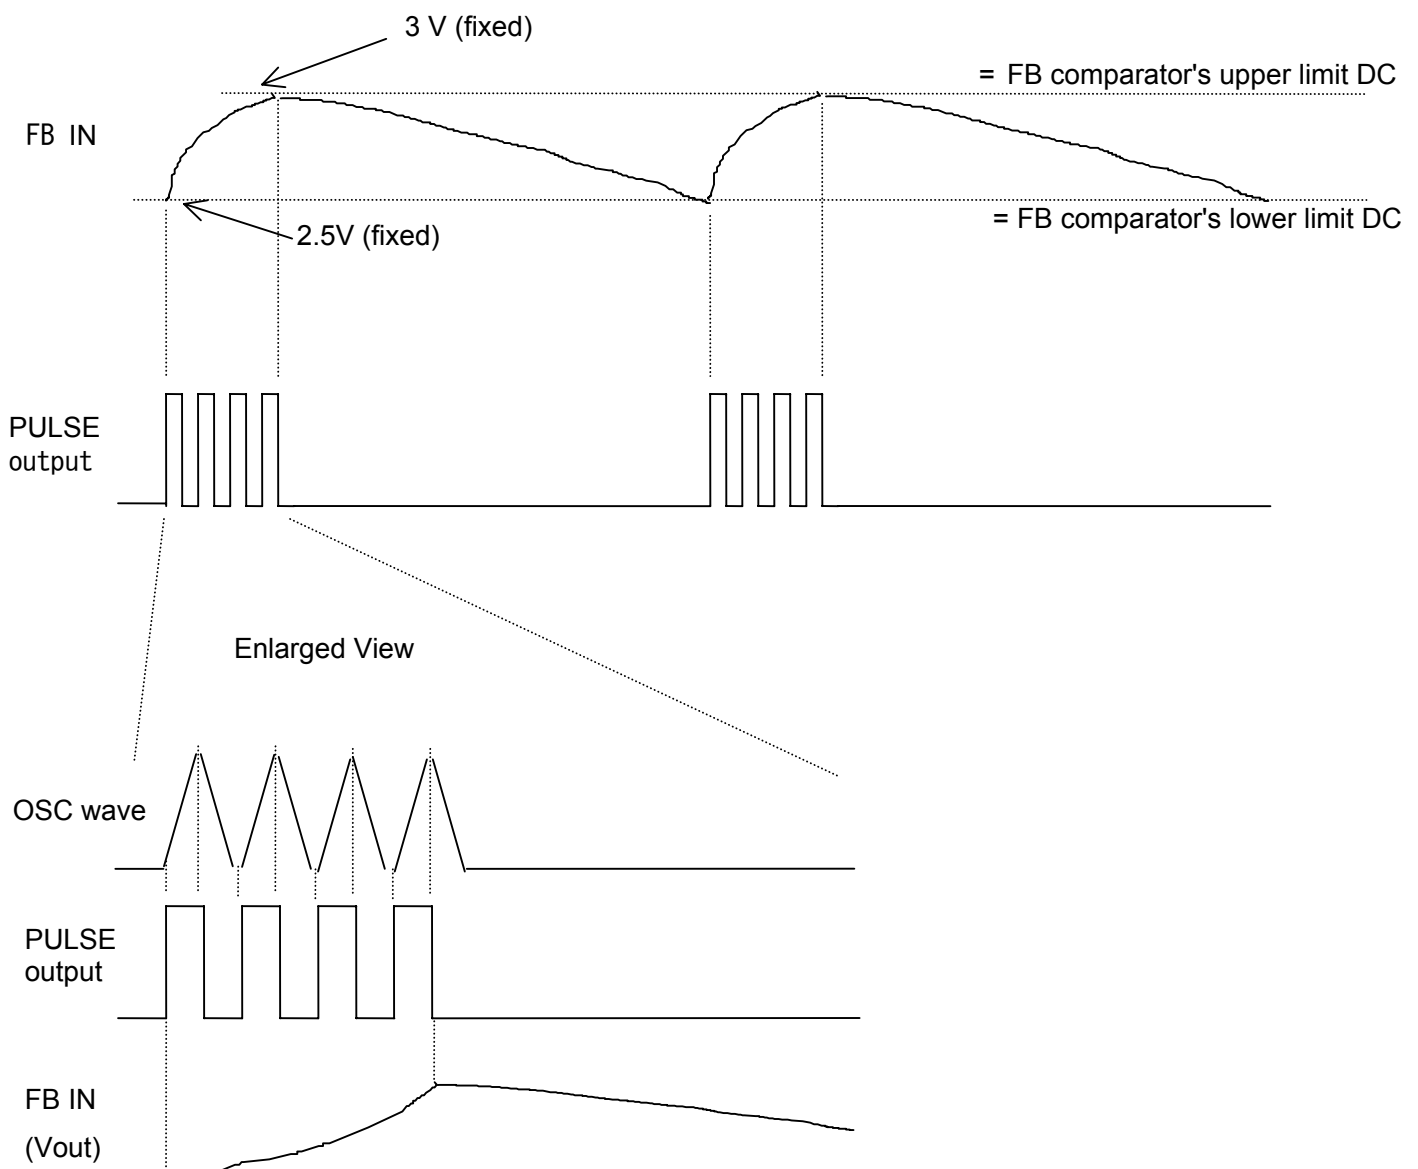 3 V (fixed)
= FB comparator's upper limit DC
FB IN
= FB comparator's lower limit DC
2.5V (fixed)
PULSE
output
Enlarged View
OSC wave
PULSE
output
FB IN
(Vout)